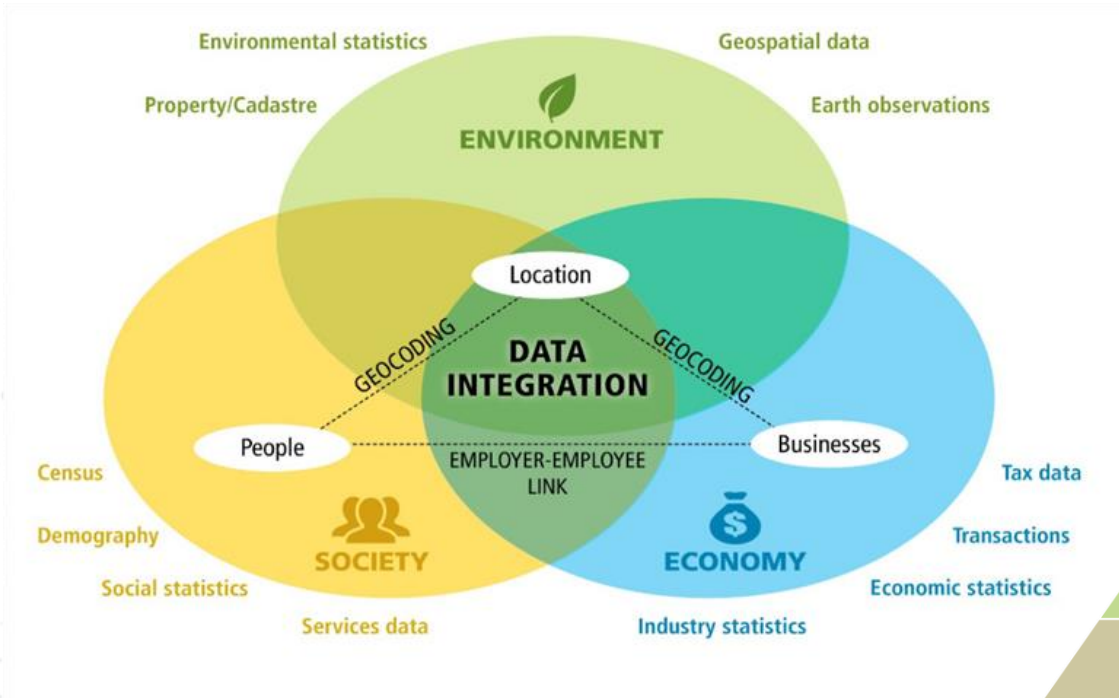 Environmental statistics
Geospatial data
Property/Cadastre
Earth observations
ENVIRONMENT
Location
GEOCODING
GEOCODING
DATA
INTEGRATION
People
Businesses
EMPLOYER-EMPLOYEE
LINK
Census
Tax data
Demography
Transactions
SOCIETY
$
ECONOMY
Social statistics
Economic statistics
Services data
Industry statistics